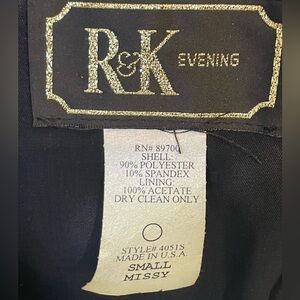 R&K EVENING
RN# 89700
SHELL:
90% POLYESTER
10% SPANDEX
LINING:
100% ACETATE
DRY CLEAN ONLY
STYLE# 4051S
MADE IN U.S.A
SMALL
MISSY